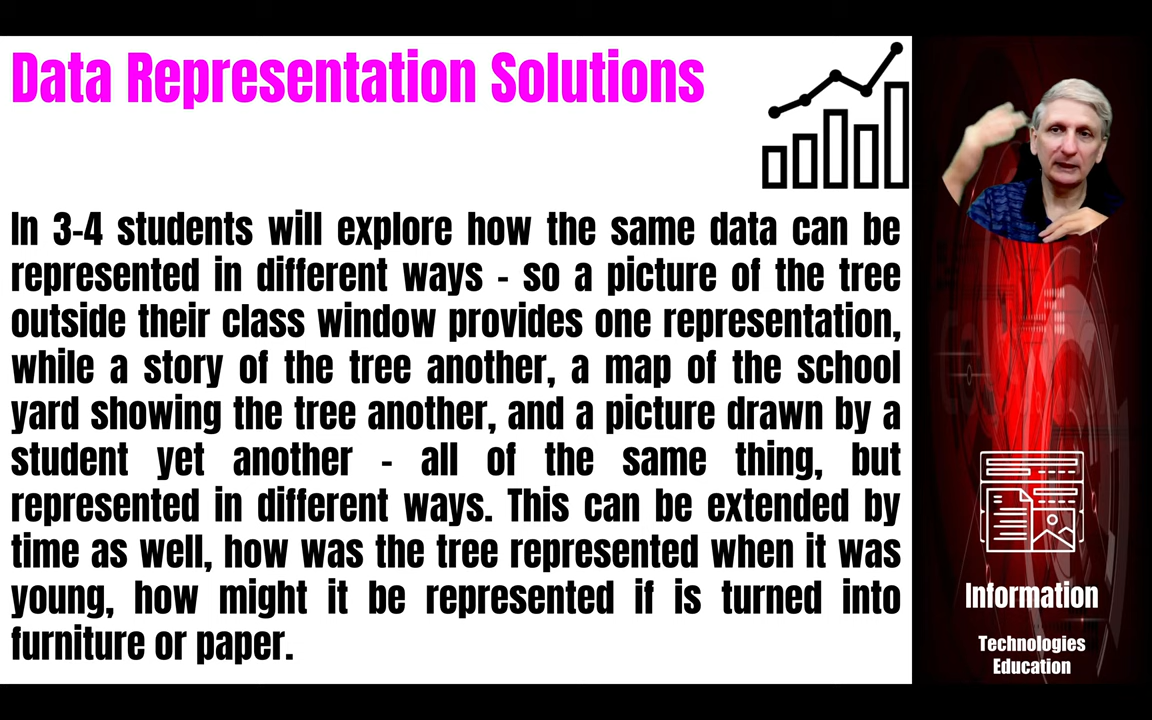 Data Representation Solutions
In 3-4 students will explore how the same data can be
represented in different ways - so a picture of the tree
outside their class window provides one representation,
while a story of the tree another, a map of the school
yard showing the tree another, and a picture drawn by a
student yet another - all of the same thing, but
represented in different ways. This can be extended by
time as well, how was the tree represented when it was
young, how might it be represented if is turned into
furniture or paper.
Information
Technologies
Education